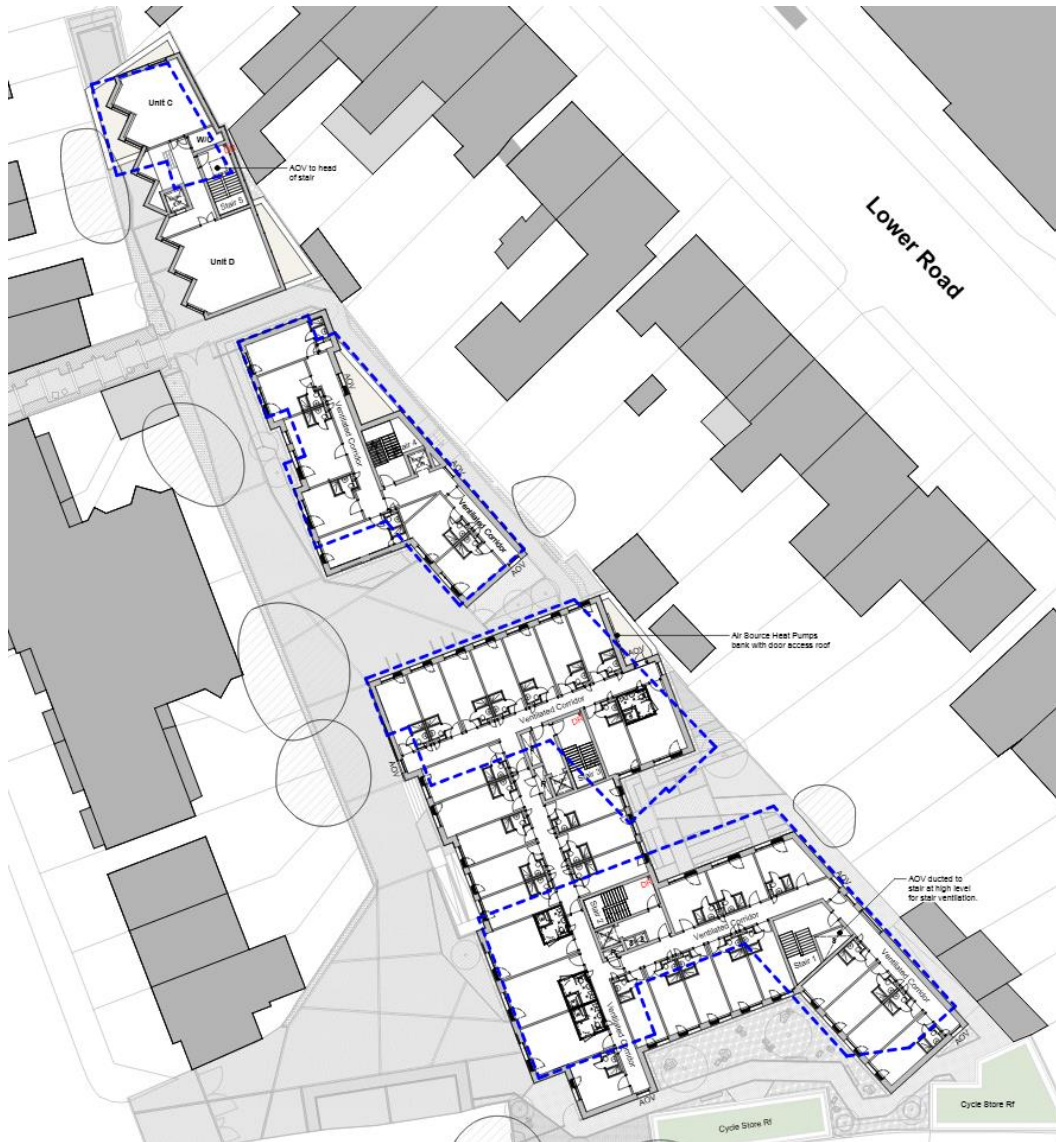 Unit C
W/C
AOV to head
of stair
Stair 5
Unit D
Lower Road
AOV
Ventilated Corridor
Stair 4
AOV
Ventilated Corridor
AOV
Air Source Heat Pumps
bank with door access roof
AOV
Ventilated Corridor
DR
Stair 3
AOV
AOV
AOV ducted to
stair at high level
for stair ventilation.
DR
Stair 2
Ventilated Corridor
Stair 1
Ventilated Corridor
Ventilated Corridor
AOV
AOV
Cycle Store Rf
Cycle Store Rf